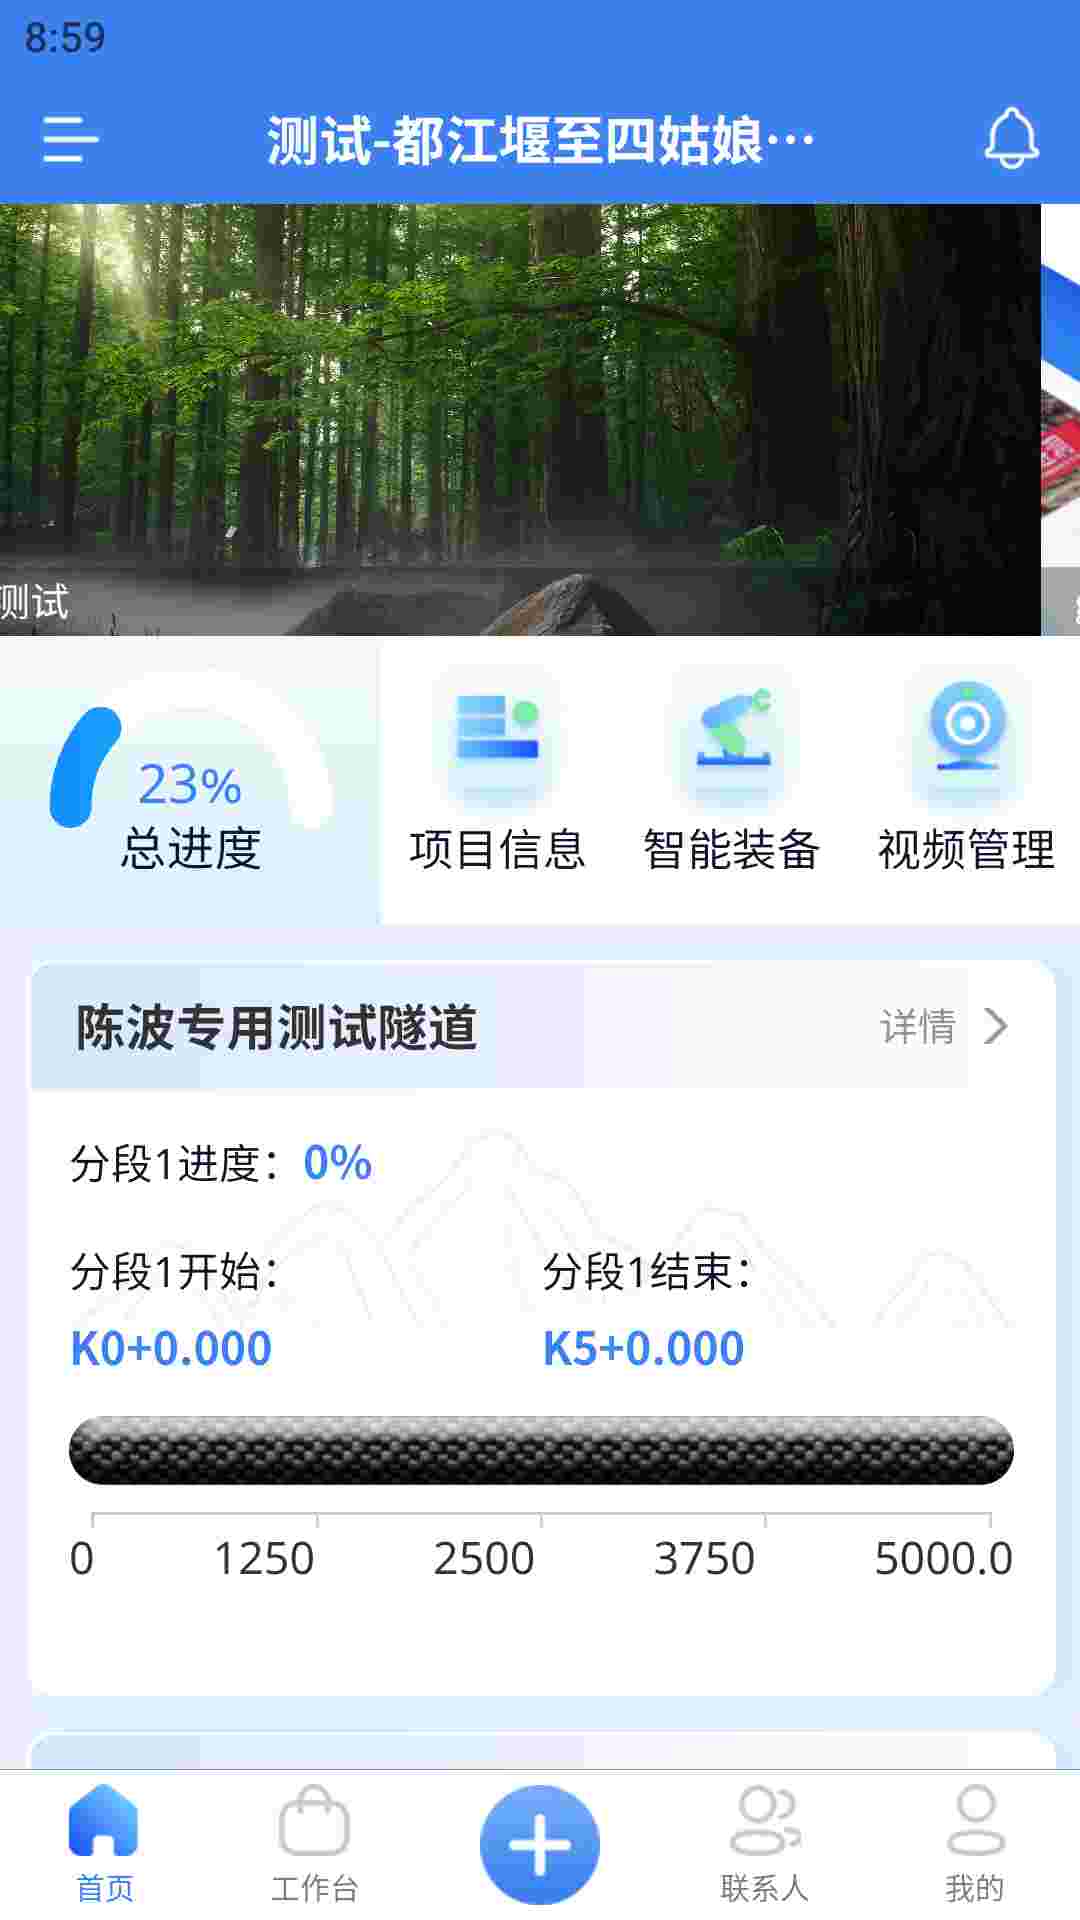 8:59
测试-都江堰至四姑娘···
测试
23%
总进度
项目信息
智能装备
视频管理
陈波专用测试隧道
详情
分段1进度：0%
分段1开始：
分段1结束：
K0+0.000
K5+0.000
0 1250 2500 3750 5000.0
首页
工作台
联系人
我的